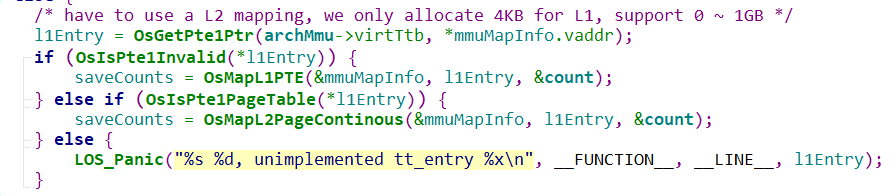 /* have to use a L2 mapping, we only allocate 4KB for L1, support 0 ~ 1GB */
l1Entry = OsGetPte1Ptr(archMmu->virtTtb, *mmuMapInfo.vaddr);
if (OsIsPte1Invalid(*l1Entry)) {
saveCounts = OsMapL1PTE(&mmuMapInfo, l1Entry, &count);
} else if (OsIsPte1PageTable(*l1Entry)) {
saveCounts = OsMapL2PageContinous(&mmuMapInfo, l1Entry, &count);
} else {
LOS_Panic("%s %d, unimplemented tt_entry %x\n", __FUNCTION__, __LINE__, l1Entry);
}